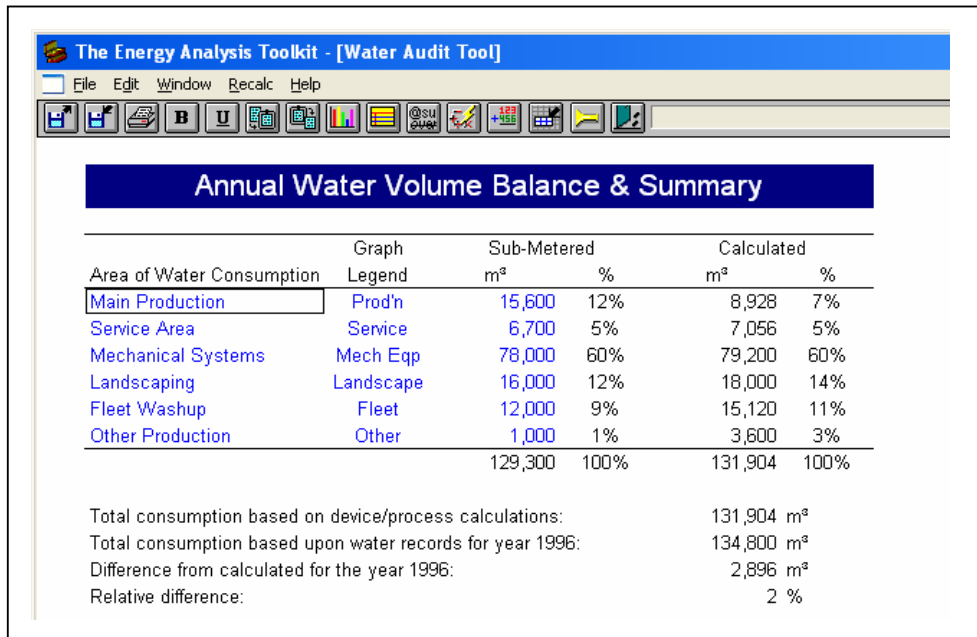 The Energy Analysis Toolkit - [Water Audit Tool]
File Edit Window Recalc Help
B U @su over 123 +456
Annual Water Volume Balance & Summary
Graph Sub-Metered Calculated
Area of Water Consumption Legend m³ % m³ %
Main Production Prod'n 15,600 12% 8,928 7%
Service Area Service 6,700 5% 7,056 5%
Mechanical Systems Mech Eqp 78,000 60% 79,200 60%
Landscaping Landscape 16,000 12% 18,000 14%
Fleet Washup Fleet 12,000 9% 15,120 11%
Other Production Other 1,000 1% 3,600 3%
129,300 100% 131,904 100%
Total consumption based on device/process calculations: 131,904 m³
Total consumption based upon water records for year 1996: 134,800 m³
Difference from calculated for the year 1996: 2,896 m³
Relative difference: 2 %